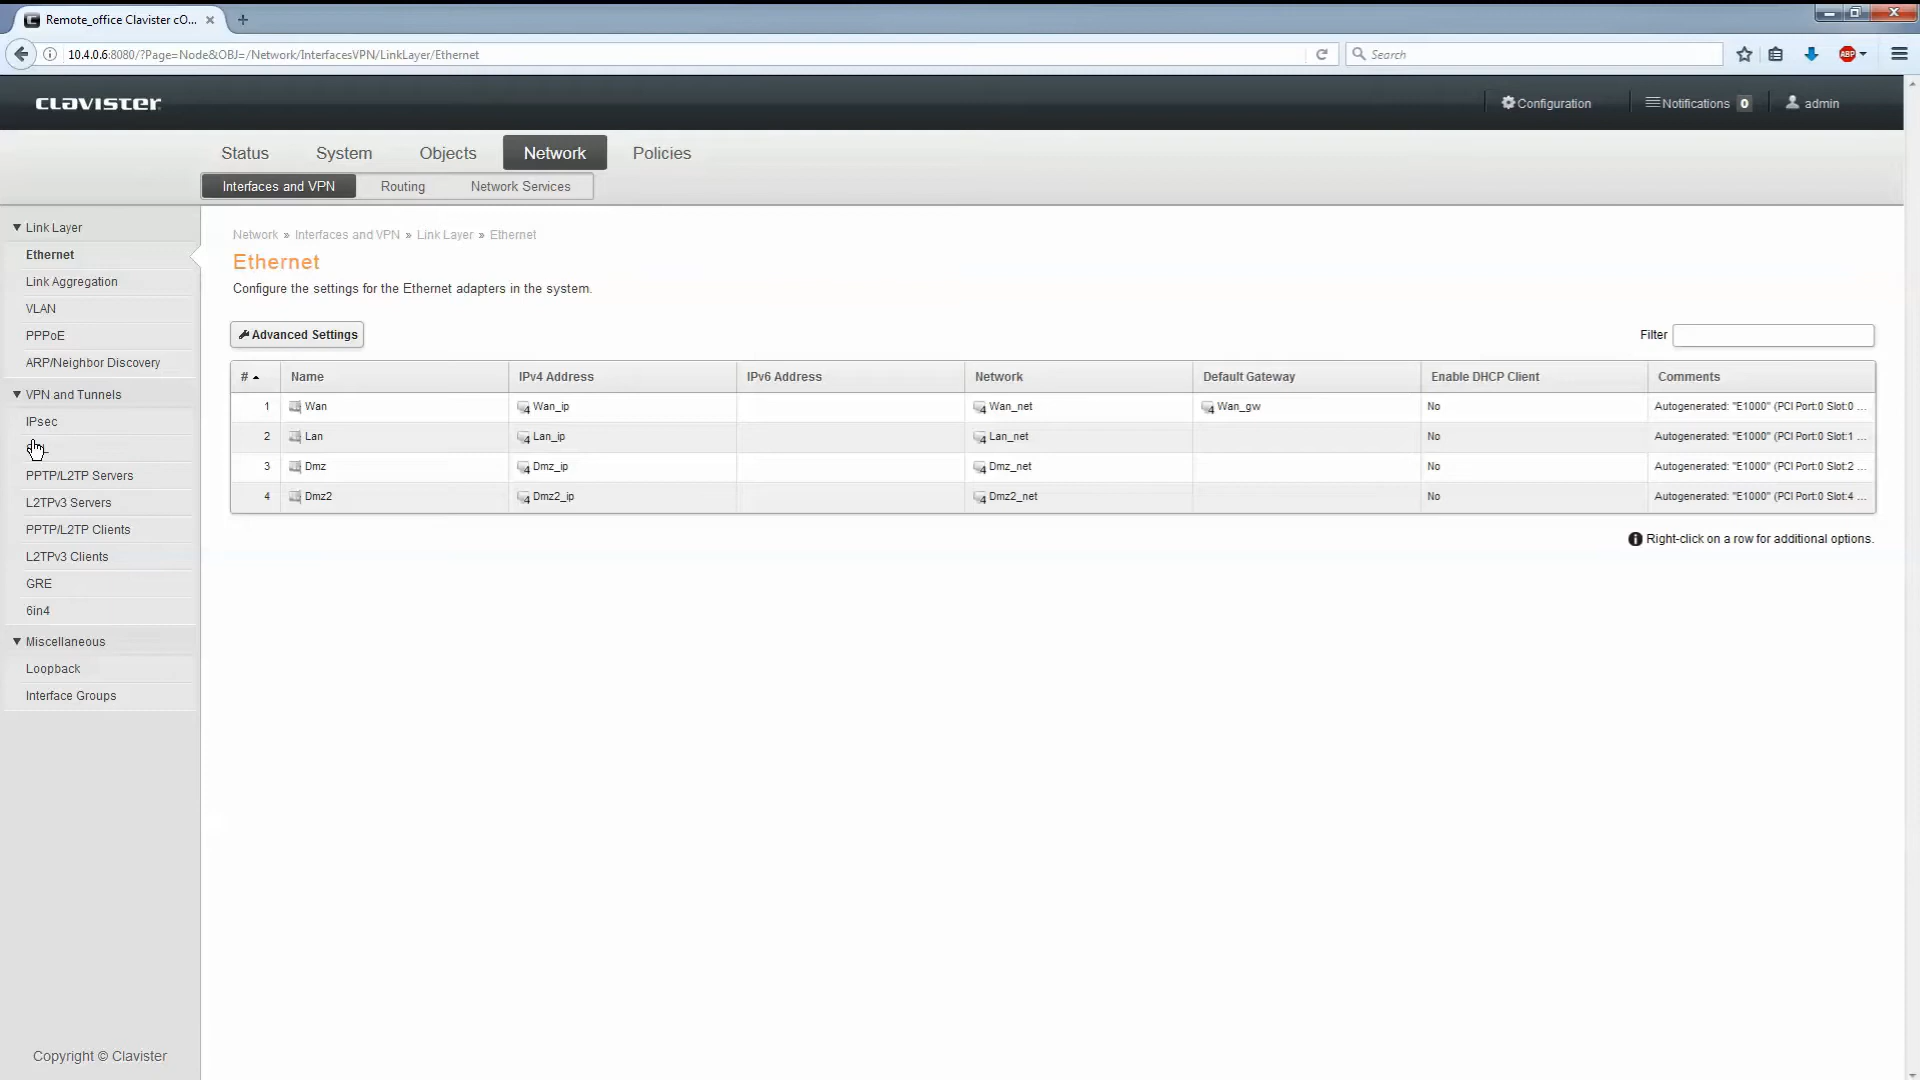 Remote_office Clavister cO...
10.4.0.6:8080/?Page=Node&OBJ=/Network/InterfacesVPN/LinkLayer/Ethernet
Search
ABP
clavister
Configuration
Notifications 0
admin
Status System Objects Network Policies
Interfaces and VPN Routing Network Services
Link Layer
Ethernet
Link Aggregation
VLAN
PPPoE
ARP/Neighbor Discovery
VPN and Tunnels
IPsec
PPTP/L2TP Servers
L2TPv3 Servers
PPTP/L2TP Clients
L2TPv3 Clients
GRE
6in4
Miscellaneous
Loopback
Interface Groups
Copyright © Clavister
Network » Interfaces and VPN » Link Layer » Ethernet
Ethernet
Configure the settings for the Ethernet adapters in the system.
Advanced Settings
Filter
# Name IPv4 Address IPv6 Address Network Default Gateway Enable DHCP Client Comments
1 Wan Wan_ip Wan_net Wan_gw No Autogenerated: "E1000" (PCI Port:0 Slot:0 ...
2 Lan Lan_ip Lan_net No Autogenerated: "E1000" (PCI Port:0 Slot:1 ...
3 Dmz Dmz_ip Dmz_net No Autogenerated: "E1000" (PCI Port:0 Slot:2 ...
4 Dmz2 Dmz2_ip Dmz2_net No Autogenerated: "E1000" (PCI Port:0 Slot:4 ...
Right-click on a row for additional options.